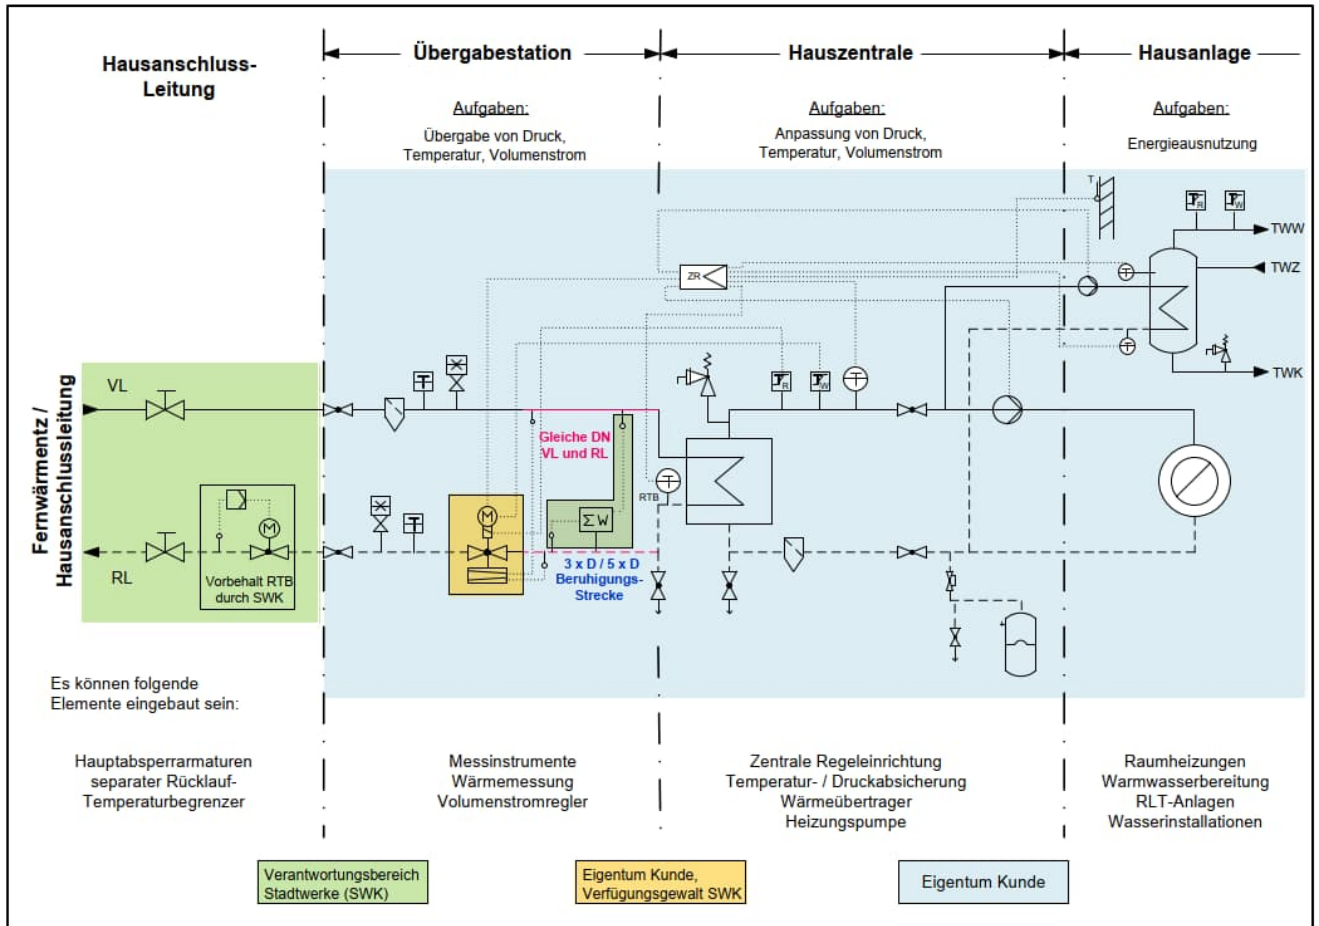 Hausanschluss-
Leitung
Übergabestation
Hauszentrale
Hausanlage
Aufgaben:
Übergabe von Druck,
Temperatur, Volumenstrom
Aufgaben:
Anpassung von Druck,
Temperatur, Volumenstrom
Aufgaben:
Energieausnutzung
T
R
W
TWW
ZR
T
TWZ
T
TWK
Fernwärmentz /
Hausanschlussleitung
VL
T
R
W
T
Gleiche DN
VL und RL
RTB
T
M
ΣW
M
T
RL
Vorbehalt RTB
durch SWK
3 x D / 5 x D
Beruhigungs-
Strecke
Es können folgende
Elemente eingebaut sein:
Hauptabsperrarmaturen
separater Rücklauf-
Temperaturbegrenzer
Messinstrumente
Wärmemessung
Volumenstromregler
Zentrale Regeleinrichtung
Temperatur- / Druckabsicherung
Wärmeübertrager
Heizungspumpe
Raumheizungen
Warmwasserbereitung
RLT-Anlagen
Wasserinstallationen
Verantwortungsbereich
Stadtwerke (SWK)
Eigentum Kunde,
Verfügungsgewalt SWK
Eigentum Kunde